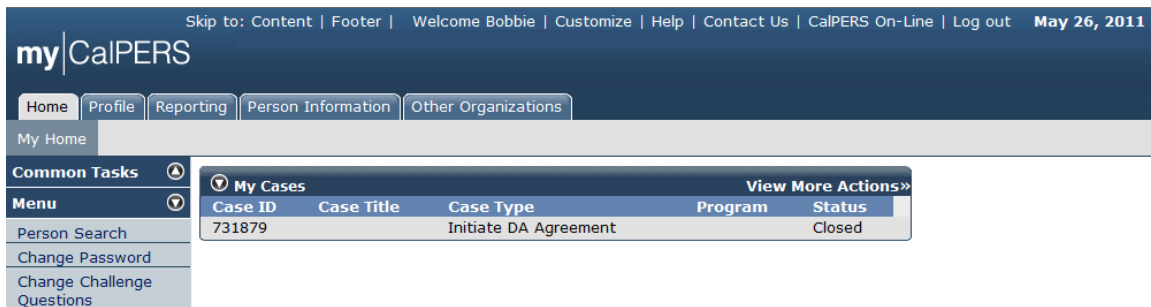 Skip to: Content | Footer | Welcome Bobbie | Customize | Help | Contact Us | CalPERS On-Line | Log out May 26, 2011
my|CalPERS
Home Profile Reporting Person Information Other Organizations
My Home
Common Tasks
My Cases View More Actions»
Menu
Case ID Case Title Case Type Program Status
731879 Initiate DA Agreement Closed
Person Search
Change Password
Change Challenge
Questions